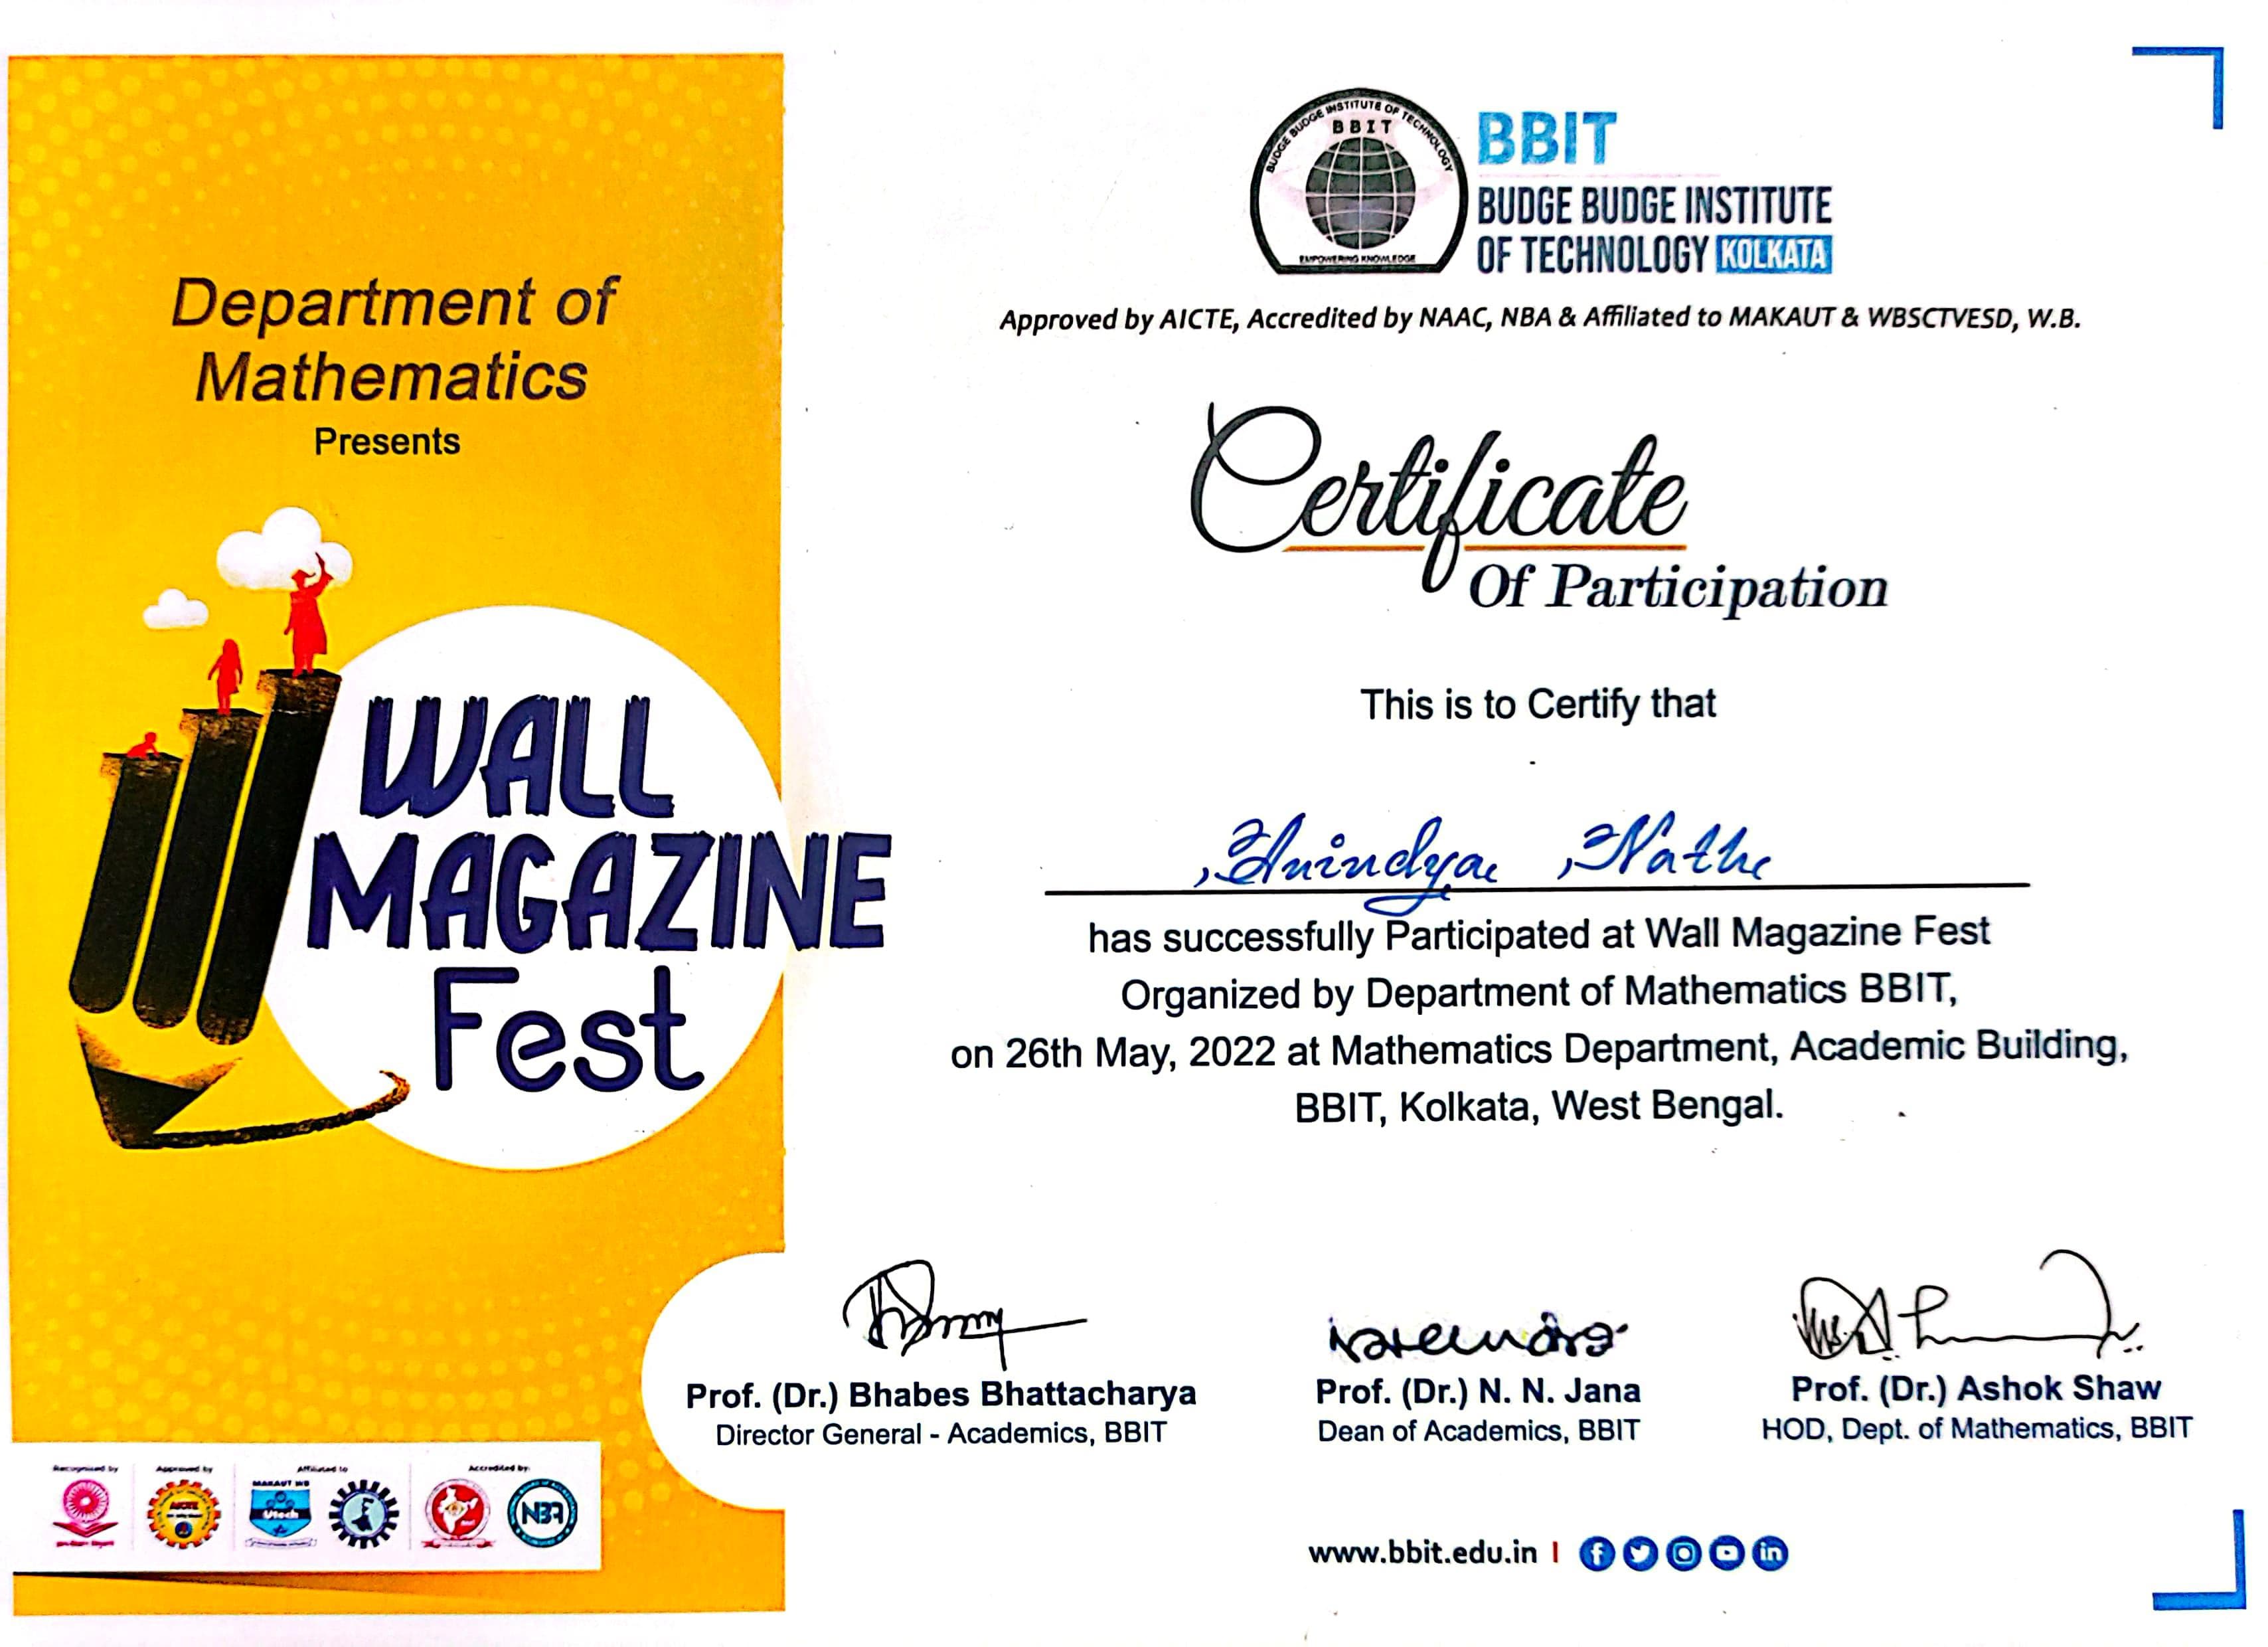 Department of
Mathematics
Presents
WALL
MAGAZINE
Fest
Recognised by
Approved by
Affiliated to
Accredited by:
AICTE
MAKAUT WB
Utech
NBA
BUDGE BUDGE INSTITUTE OF TECHNOLOGY
BBIT
EMPOWERING KNOWLEDGE
BBIT
BUDGE BUDGE INSTITUTE
OF TECHNOLOGY KOLKATA
Approved by AICTE, Accredited by NAAC, NBA & Affiliated to MAKAUT & WBSCTVESD, W.B.
Certificate
Of Participation
This is to Certify that
Anindya Nath
has successfully Participated at Wall Magazine Fest
Organized by Department of Mathematics BBIT,
on 26th May, 2022 at Mathematics Department, Academic Building,
BBIT, Kolkata, West Bengal.
Prof. (Dr.) Bhabes Bhattacharya
Director General - Academics, BBIT
Prof. (Dr.) N. N. Jana
Dean of Academics, BBIT
Prof. (Dr.) Ashok Shaw
HOD, Dept. of Mathematics, BBIT
www.bbit.edu.in